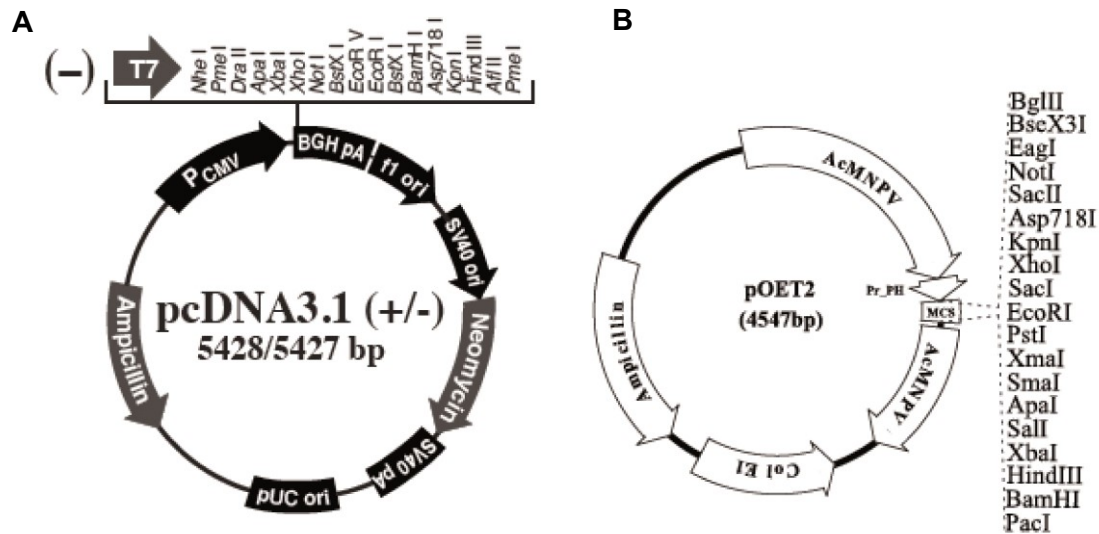 A
(–)
T7
Nhe I
Pme I
Dra II
Apa I
Xba I
Xho I
Not I
BstX I
EcoR V
EcoR I
BstX I
BamH I
Asp718 I
Kpn I
Hind III
Afl II
Pme I
PCMV
BGH pA
f1 ori
SV40 ori
Neomycin
SV40 pA
pUC ori
Ampicillin
pcDNA3.1 (+/-)
5428/5427 bp
B
AcMNPV
Pr_PH
MCS
AcMNPV
Col E1
Ampicillin
pOET2
(4547bp)
BglII
BscX3I
EagI
NotI
SacII
Asp718I
KpnI
XhoI
SacI
EcoRI
PstI
XmaI
SmaI
ApaI
SalI
XbaI
HindIII
BamHI
PacI